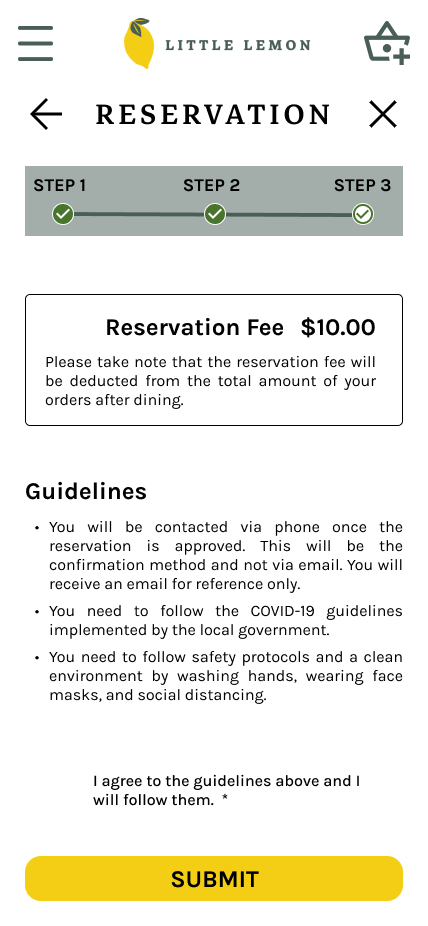 LITTLE LEMON
RESERVATION
STEP 1 STEP 2 STEP 3
Reservation Fee $10.00
Please take note that the reservation fee will
be deducted from the total amount of your
orders after dining.
Guidelines
• You will be contacted via phone once the
reservation is approved. This will be the
confirmation method and not via email. You will
receive an email for reference only.
• You need to follow the COVID-19 guidelines
implemented by the local government.
• You need to follow safety protocols and a clean
environment by washing hands, wearing face
masks, and social distancing.
I agree to the guidelines above and I
will follow them. *
SUBMIT